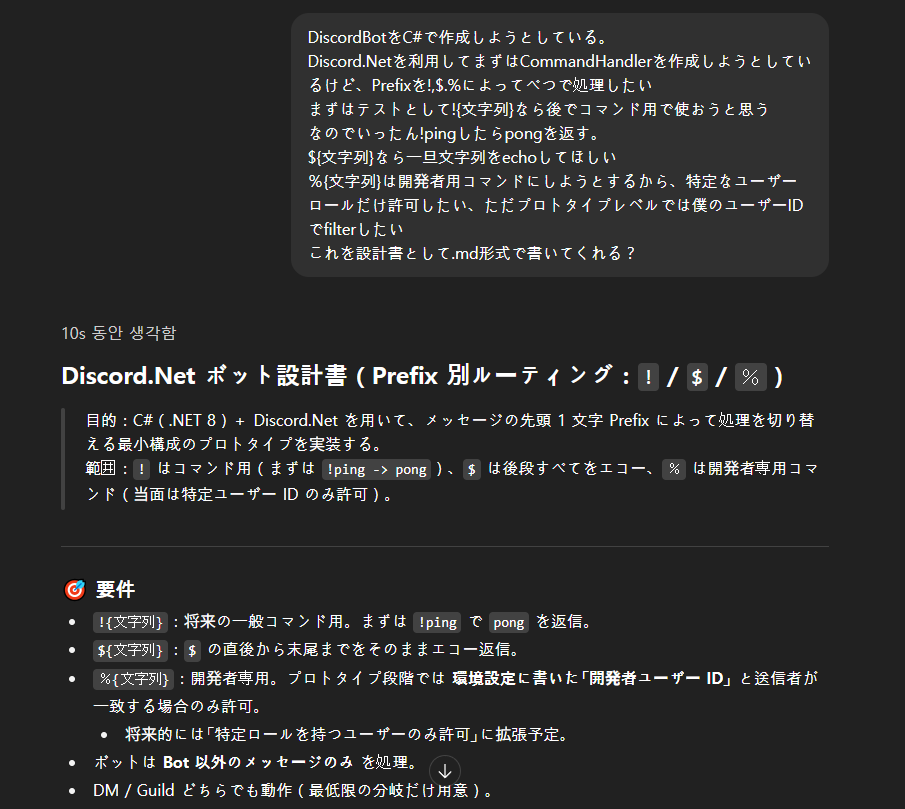 DiscordBotをC#で作成しようとしている。
Discord.Netを利用してまずはCommandHandlerを作成しようとしてい
るけど、Prefixを!,$.%によってべつで処理したい
まずはテストとして!{文字列}なら後でコマンド用で使おうと思う
なのでいったん!pingしたらpongを返す。
${文字列}なら一旦文字列をechoしてほしい
%{文字列}は開発者用コマンドにしようとするから、特定なユーザー
ロールだけ許可したい、ただプロトタイプレベルでは僕のユーザーID
でfilterしたい
これを設計書として.md形式で書いてくれる？
10s 동안 생각함
Discord.Net ボット設計書（Prefix 別ルーティング：! / $ / %）
目的：C#（.NET 8）+ Discord.Net を用いて、メッセージの先頭 1 文字 Prefix によって処理を切り替
える最小構成のプロトタイプを実装する。
範囲：! はコマンド用（まずは !ping -> pong）、$ は後段すべてをエコー、% は開発者専用コマ
ンド（当面は特定ユーザー ID のみ許可）。
🎯 要件
• !{文字列}：将来の一般コマンド用。まずは !ping で pong を返信。
• ${文字列}：$ の直後から末尾までをそのままエコー返信。
• %{文字列}：開発者専用。プロトタイプ段階では 環境設定に書いた「開発者ユーザー ID」 と送信者が
一致する場合のみ許可。
• 将来的には「特定ロールを持つユーザーのみ許可」に拡張予定。
• ボットは Bot 以外のメッセージのみ を処理。
• DM / Guild どちらでも動作（最低限の分岐だけ用意）。